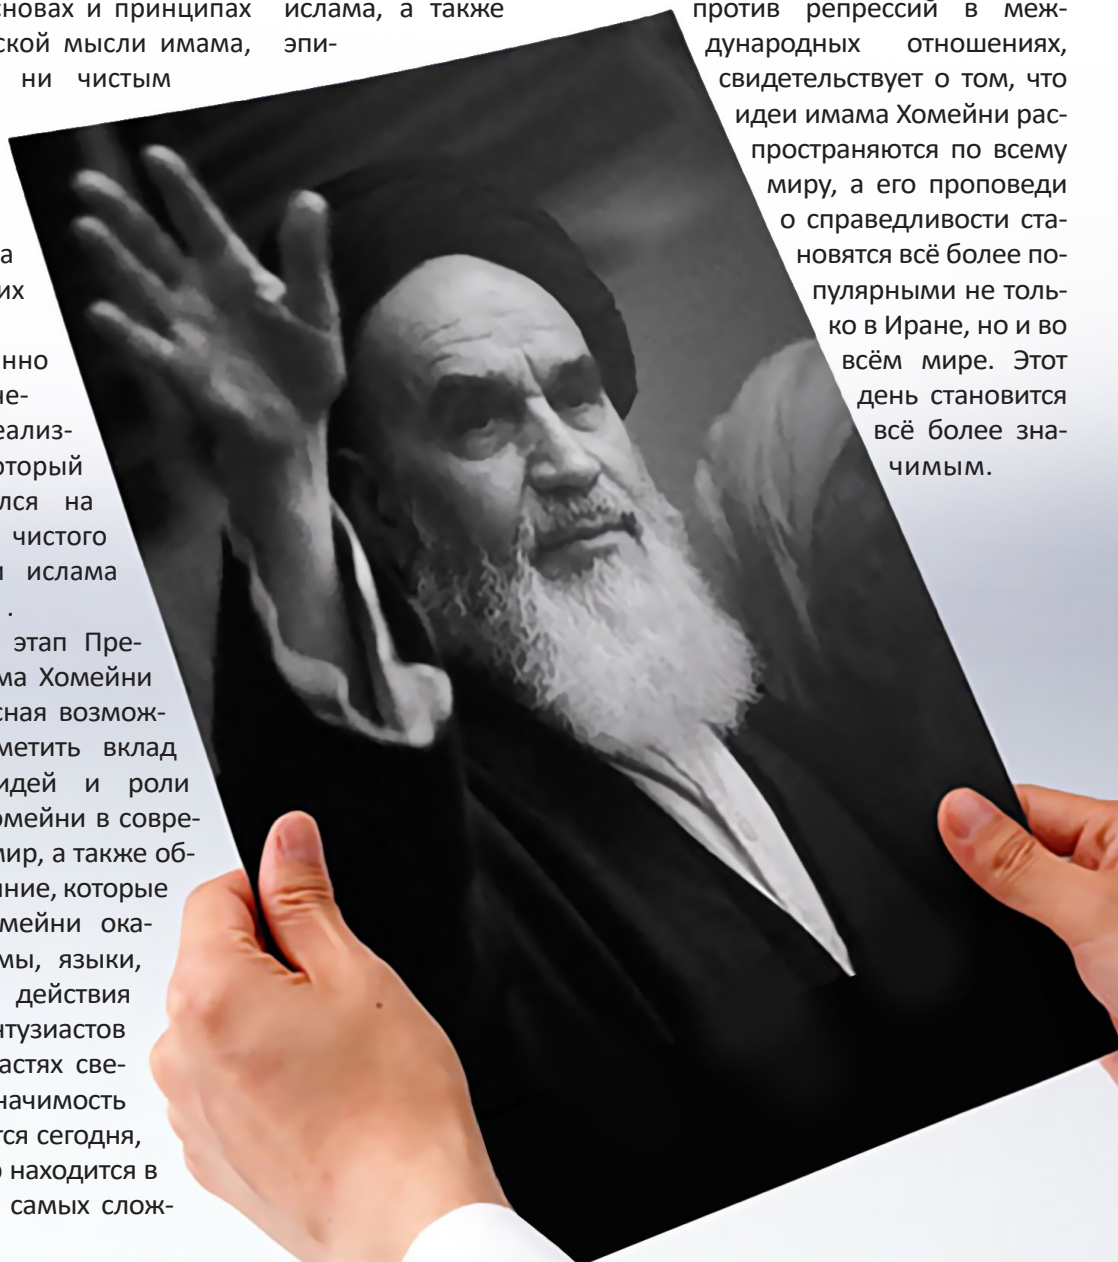 сновах и принципах
ской мысли имама,
ни чистым
а
их
нно
не-
еализ-
оторый
лся на
чистого
и ислама
.
этап Пре-
ма Хомейни
сная возмож-
метить вклад
идей и роли
омейни в совре-
мир, а также об-
ние, которые
мейни ока-
мы, языки,
действия
нтузиастов
астях све-
начимость
тся сегодня,
о находится в
самых слож-
ислама, а также
эпи-
против репрессий в меж-
дународных отношениях,
свидетельствует о том, что
идеи имама Хомейни рас-
пространяются по всему
миру, а его проповеди
о справедливости ста-
новятся всё более по-
пулярными не толь-
ко в Иране, но и во
всём мире. Этот
день становится
всё более зна-
чимым.